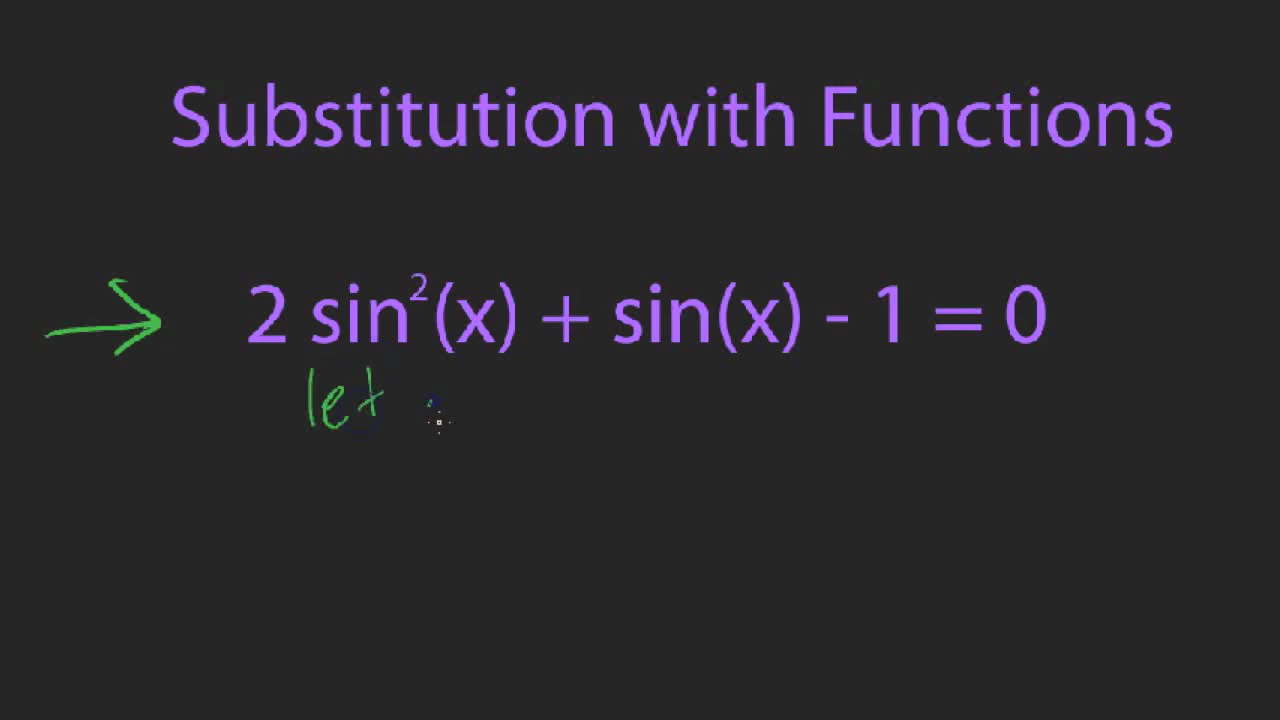 Substitution with Functions
2 sin²(x) + sin(x) - 1 = 0
let